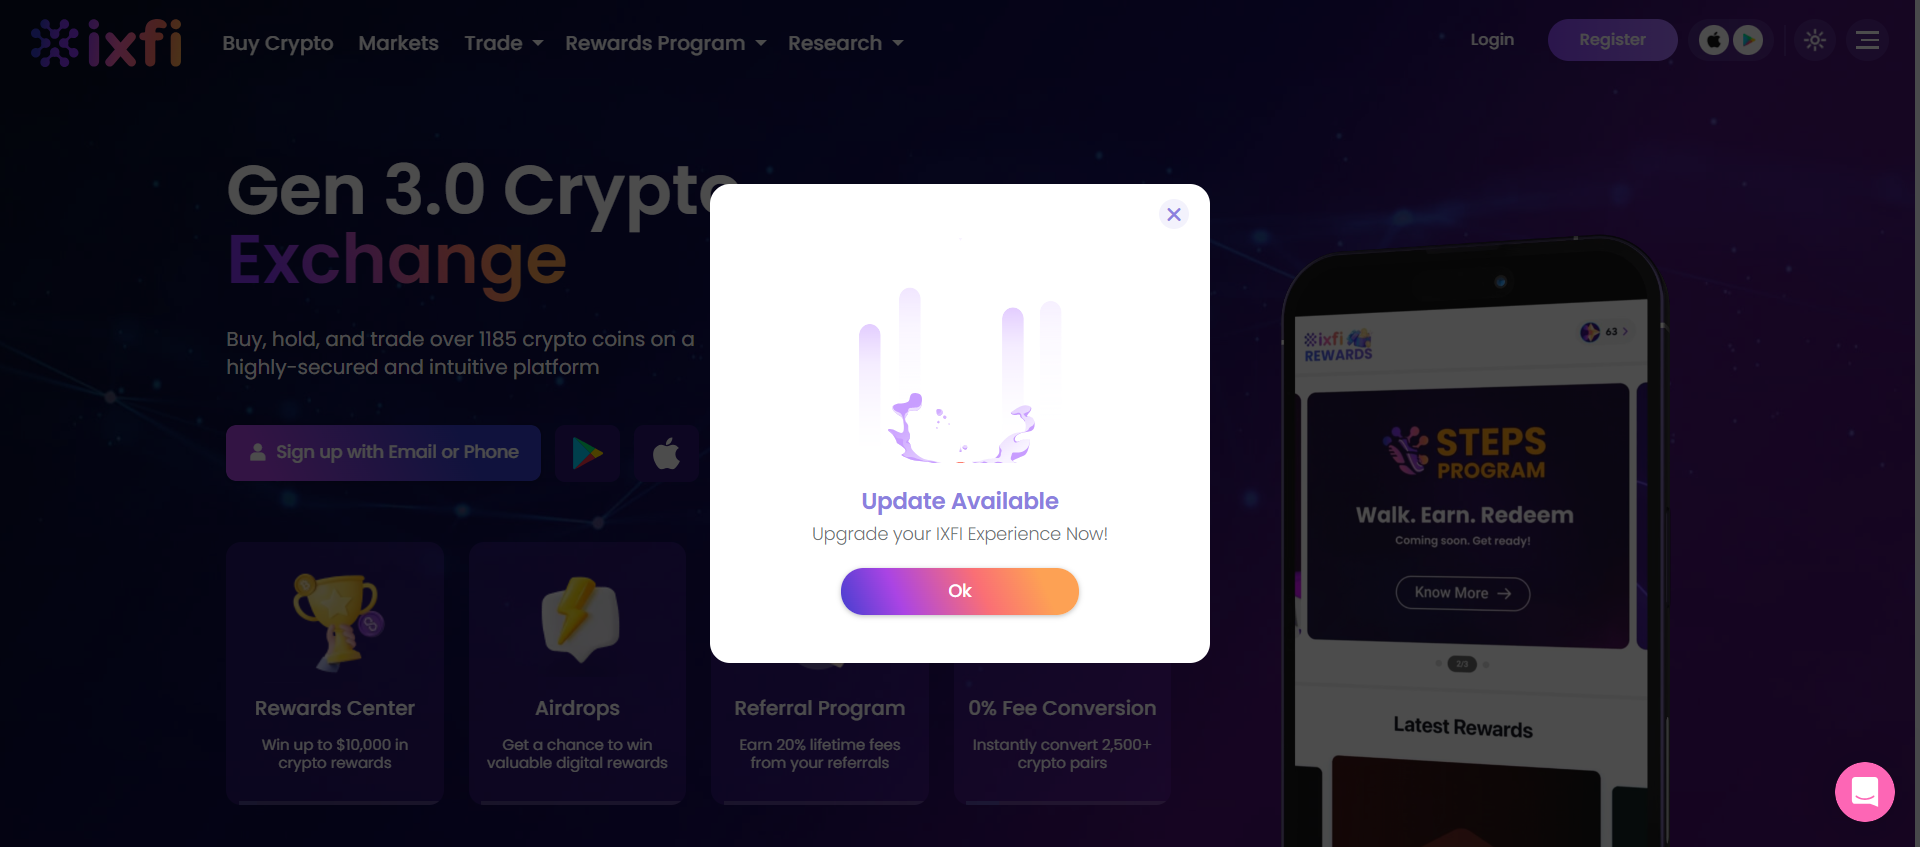 ixfi
Buy Crypto
Markets
Trade
Rewards Program
Research
Login
Register
Gen 3.0 Crypto
Exchange
Buy, hold, and trade over 1185 crypto coins on a
highly-secured and intuitive platform
Sign up with Email or Phone
Update Available
Upgrade your IXFI Experience Now!
Ok
Rewards Center
Win up to $10,000 in
crypto rewards
Airdrops
Get a chance to win
valuable digital rewards
Referral Program
Earn 20% lifetime fees
from your referrals
0% Fee Conversion
Instantly convert 2,500+
crypto pairs
ixfi
REWARDS
63
STEPS
PROGRAM
Walk. Earn. Redeem
Coming soon. Get ready!
Know More
2/3
Latest Rewards